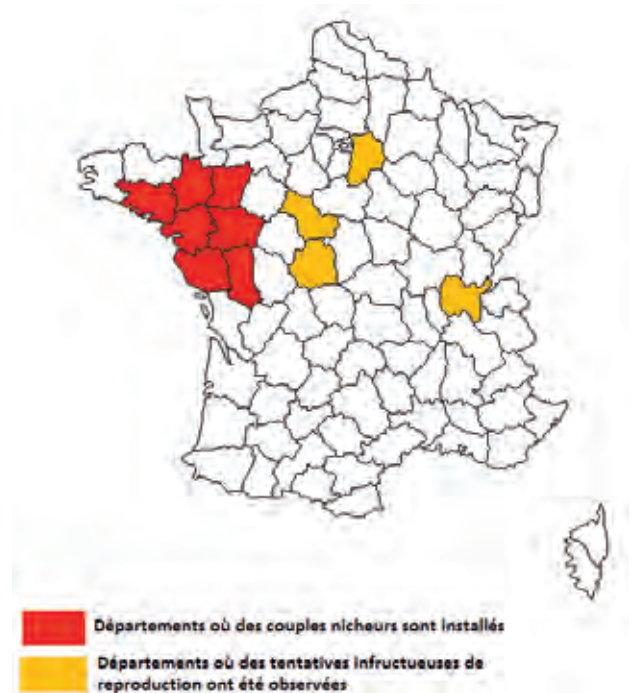 Départements où des couples nicheurs sont installés
Départements où des tentatives infructueuses de
reproduction ont été observées